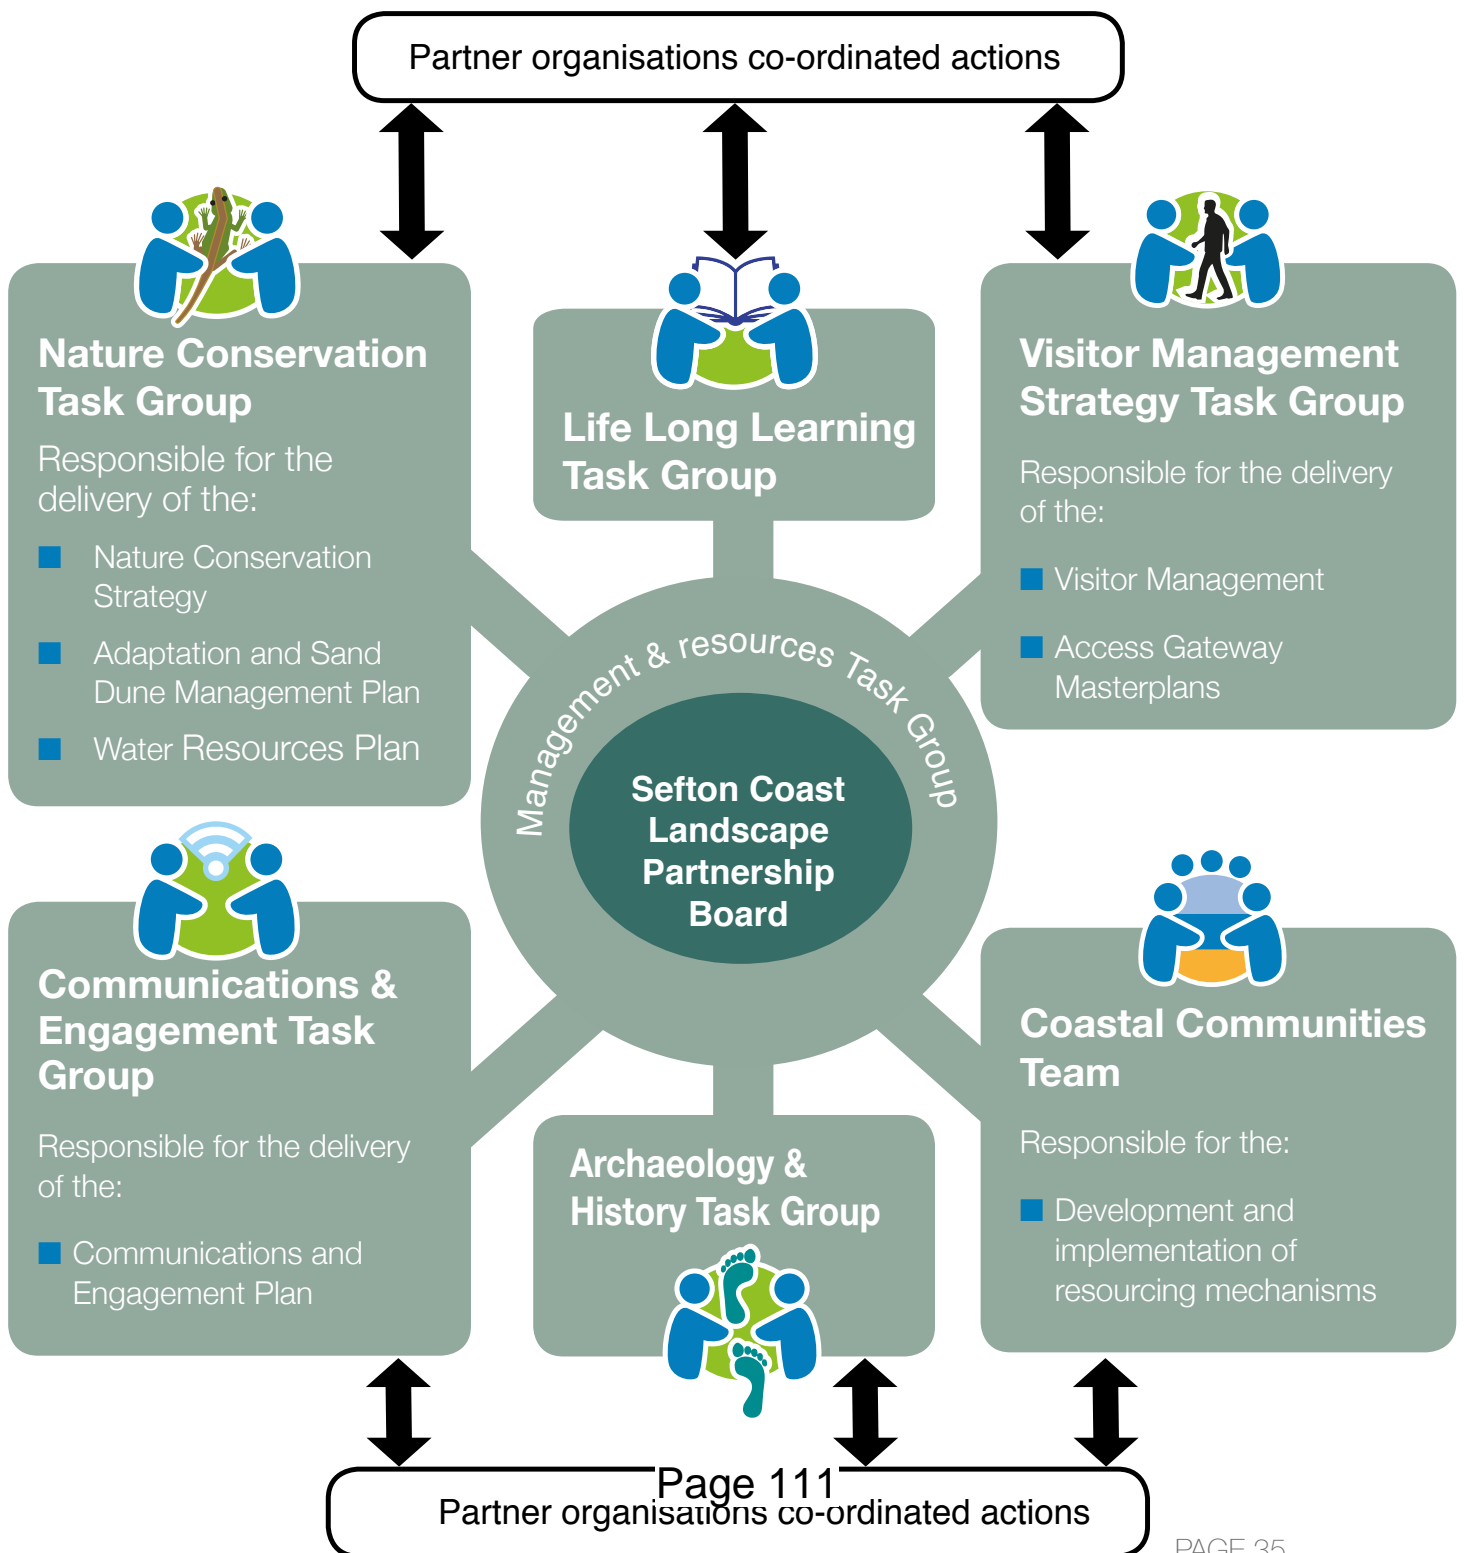 Partner organisations co-ordinated actions
Nature Conservation
Task Group
Responsible for the
delivery of the:
Nature Conservation
Strategy
Adaptation and Sand
Dune Management Plan
Water Resources Plan
Life Long Learning
Task Group
Visitor Management
Strategy Task Group
Responsible for the delivery
of the:
Visitor Management
Access Gateway
Masterplans
Management & resources Task Group
Sefton Coast
Landscape
Partnership
Board
Communications &
Engagement Task
Group
Responsible for the delivery
of the:
Communications and
Engagement Plan
Archaeology &
History Task Group
Coastal Communities
Team
Responsible for the:
Development and
implementation of
resourcing mechanisms
Page 111
Partner organisations co-ordinated actions
PAGE 35